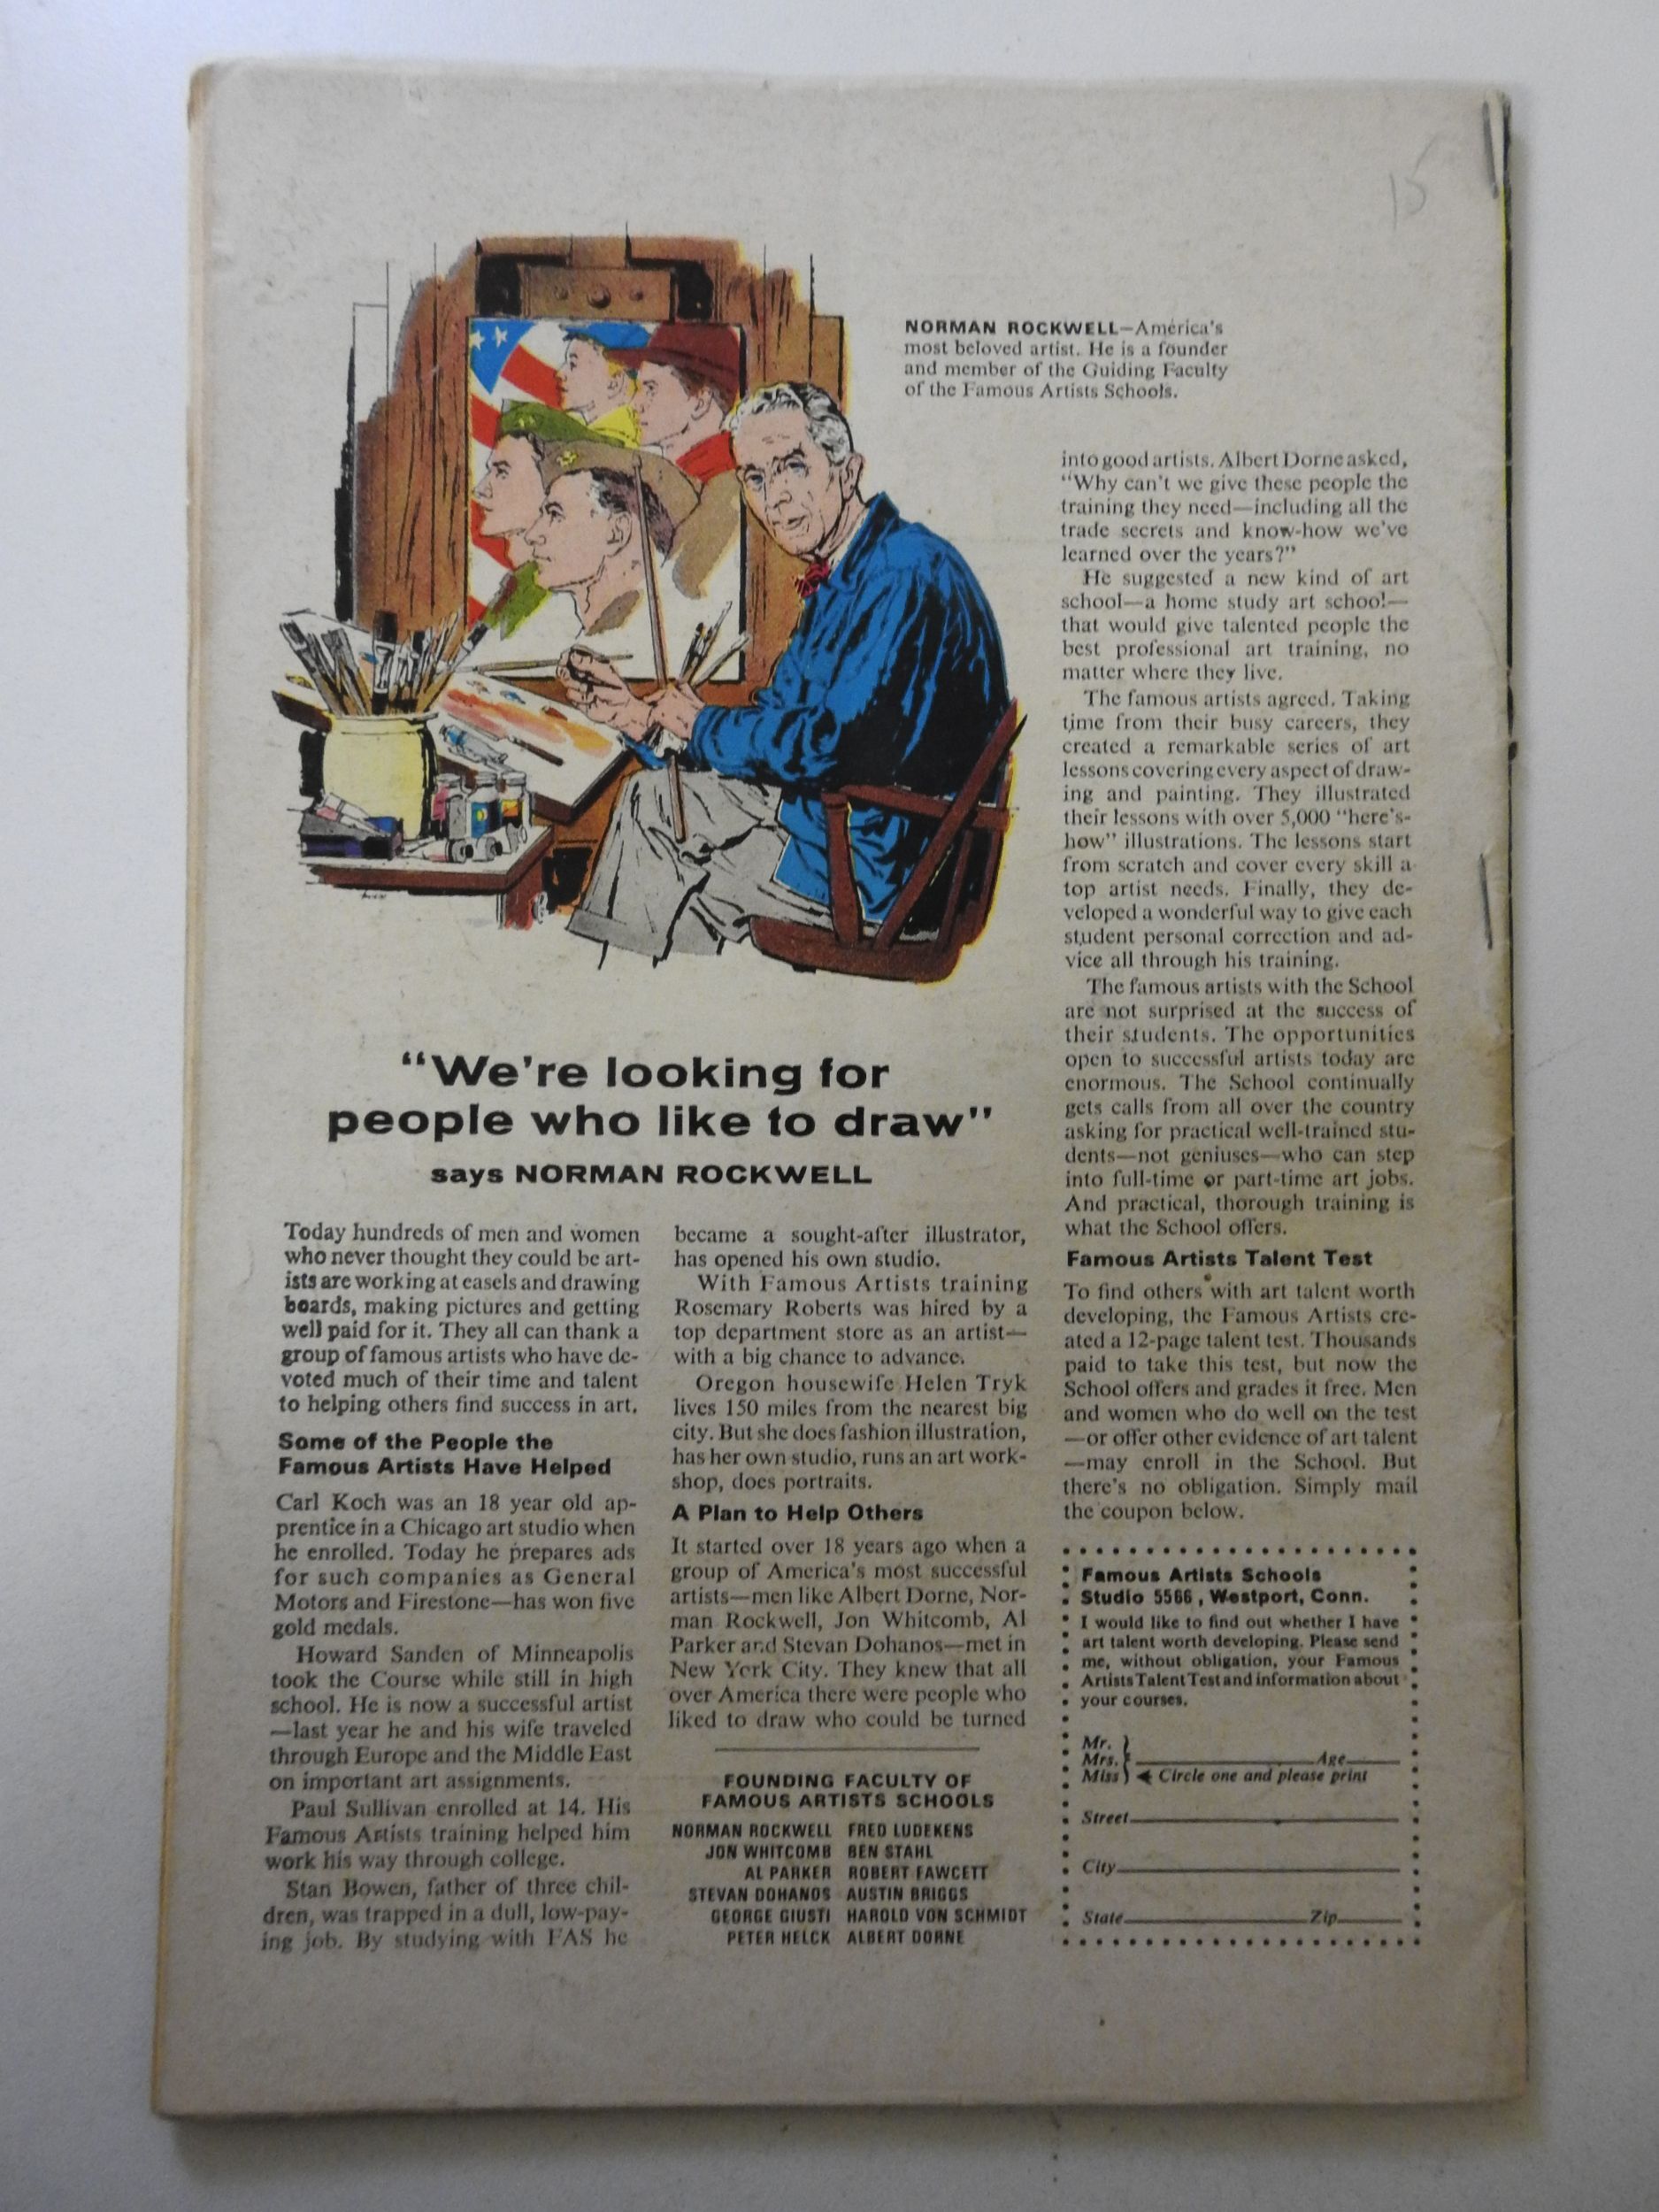 15
NORMAN ROCKWELL—America's
most beloved artist. He is a founder
and member of the Guiding Faculty
of the Famous Artists Schools.
"We're looking for
people who like to draw"
says NORMAN ROCKWELL
Today hundreds of men and women
who never thought they could be art-
ists are working at easels and drawing
boards, making pictures and getting
well paid for it. They all can thank a
group of famous artists who have de-
voted much of their time and talent
to helping others find success in art.
Some of the People the
Famous Artists Have Helped
Carl Koch was an 18 year old ap-
prentice in a Chicago art studio when
he enrolled. Today he prepares ads
for such companies as General
Motors and Firestone—has won five
gold medals.
Howard Sanden of Minneapolis
took the Course while still in high
school. He is now a successful artist
—last year he and his wife traveled
through Europe and the Middle East
on important art assignments.
Paul Sullivan enrolled at 14. His
Famous Artists training helped him
work his way through college.
Stan Bowen, father of three chil-
dren, was trapped in a dull, low-pay-
ing job. By studying with FAS he
became a sought-after illustrator,
has opened his own studio.
With Famous Artists training
Rosemary Roberts was hired by a
top department store as an artist—
with a big chance to advance.
Oregon housewife Helen Tryk
lives 150 miles from the nearest big
city. But she does fashion illustration,
has her own studio, runs an art work-
shop, does portraits.
A Plan to Help Others
It started over 18 years ago when a
group of America's most successful
artists—men like Albert Dorne, Nor-
man Rockwell, Jon Whitcomb, Al
Parker and Stevan Dohanos—met in
New York City. They knew that all
over America there were people who
liked to draw who could be turned
FOUNDING FACULTY OF
FAMOUS ARTISTS SCHOOLS
NORMAN ROCKWELL FRED LUDEKENS
JON WHITCOMB BEN STAHL
AL PARKER ROBERT FAWCETT
STEVAN DOHANOS AUSTIN BRIGGS
GEORGE GIUSTI HAROLD VON SCHMIDT
PETER HELCK ALBERT DORNE
into good artists. Albert Dorne asked,
"Why can't we give these people the
training they need—including all the
trade secrets and know-how we've
learned over the years?"
He suggested a new kind of art
school—a home study art school—
that would give talented people the
best professional art training, no
matter where they live.
The famous artists agreed. Taking
time from their busy careers, they
created a remarkable series of art
lessons covering every aspect of draw-
ing and painting. They illustrated
their lessons with over 5,000 "here's-
how" illustrations. The lessons start
from scratch and cover every skill a
top artist needs. Finally, they de-
veloped a wonderful way to give each
student personal correction and ad-
vice all through his training.
The famous artists with the School
are not surprised at the success of
their students. The opportunities
open to successful artists today are
enormous. The School continually
gets calls from all over the country
asking for practical well-trained stu-
dents—not geniuses—who can step
into full-time or part-time art jobs.
And practical, thorough training is
what the School offers.
Famous Artists Talent Test
To find others with art talent worth
developing, the Famous Artists cre-
ated a 12-page talent test. Thousands
paid to take this test, but now the
School offers and grades it free. Men
and women who do well on the test
—or offer other evidence of art talent
—may enroll in the School. But
there's no obligation. Simply mail
the coupon below.
Famous Artists Schools
Studio 5566, Westport, Conn.
I would like to find out whether I have
art talent worth developing. Please send
me, without obligation, your Famous
Artists Talent Test and information about
your courses.
Mr.
Mrs. Age
Miss Circle one and please print
Street
City
State Zip